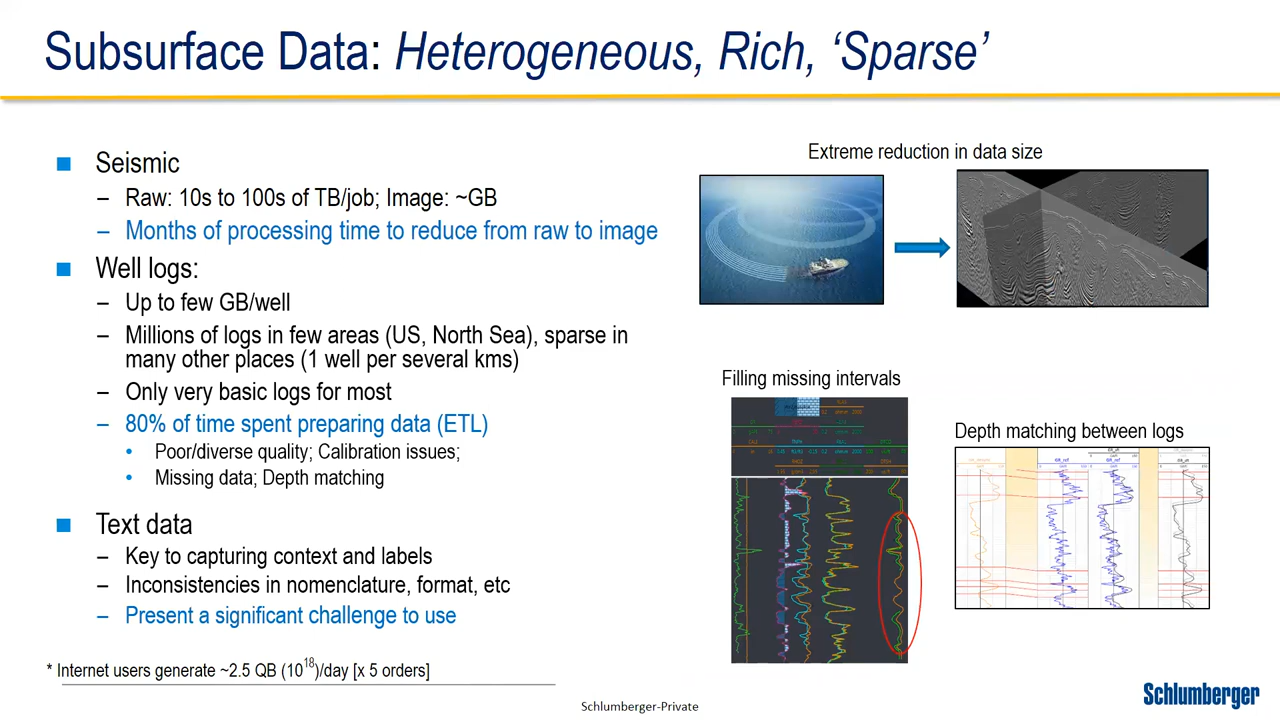 Subsurface Data: Heterogeneous, Rich, ‘Sparse’
■ Seismic
– Raw: 10s to 100s of TB/job; Image: ~GB
– Months of processing time to reduce from raw to image
■ Well logs:
– Up to few GB/well
– Millions of logs in few areas (US, North Sea), sparse in
many other places (1 well per several kms)
– Only very basic logs for most
– 80% of time spent preparing data (ETL)
• Poor/diverse quality; Calibration issues;
• Missing data; Depth matching
■ Text data
– Key to capturing context and labels
– Inconsistencies in nomenclature, format, etc
– Present a significant challenge to use
* Internet users generate ~2.5 QB (10^18)/day [x 5 orders]
Extreme reduction in data size
Filling missing intervals
Depth matching between logs
Schlumberger-Private
Schlumberger